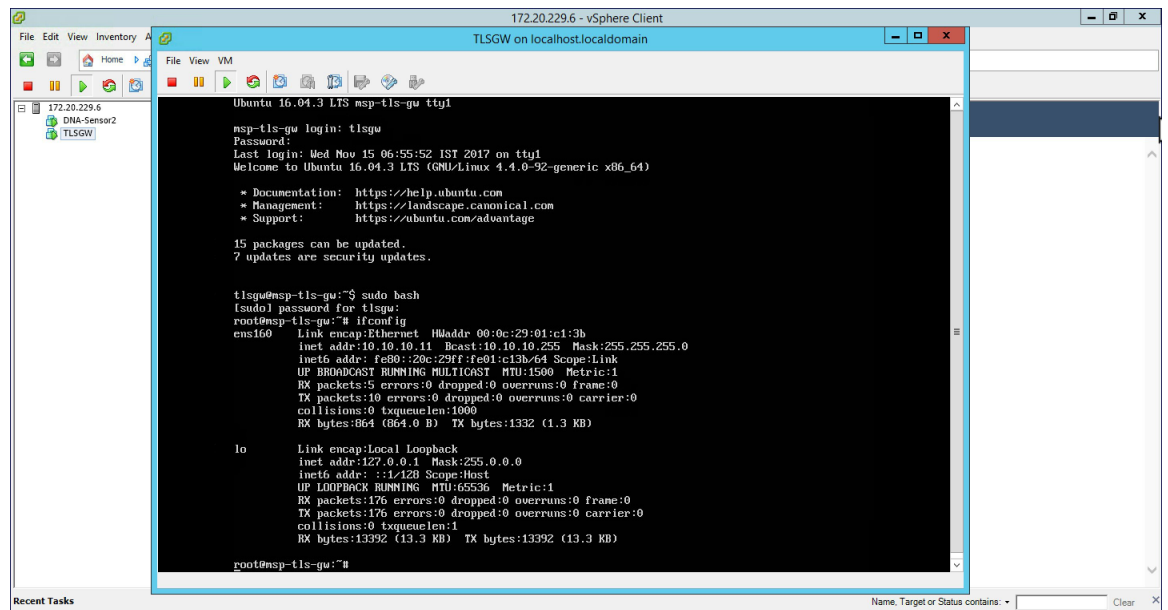 172.20.229.6 - vSphere Client
File Edit View Inventory A
TLSGW on localhost.localdomain
Home
File View VM
172.20.229.6
DNA-Sensor2
TLSGW
Ubuntu 16.04.3 LTS msp-tls-gw tty1
msp-tls-gw login: tlsgw
Password:
Last login: Wed Nov 15 06:55:52 IST 2017 on tty1
Welcome to Ubuntu 16.04.3 LTS (GNU/Linux 4.4.0-92-generic x86_64)
* Documentation: https://help.ubuntu.com
* Management: https://landscape.canonical.com
* Support: https://ubuntu.com/advantage
15 packages can be updated.
7 updates are security updates.
tlsgw@msp-tls-gw:~$ sudo bash
[sudo] password for tlsgw:
root@msp-tls-gw:~# ifconfig
ens160 Link encap:Ethernet HWaddr 00:0c:29:01:c1:3b
inet addr:10.10.10.11 Bcast:10.10.10.255 Mask:255.255.255.0
inet6 addr: fe80::20c:29ff:fe01:c13b/64 Scope:Link
UP BROADCAST RUNNING MULTICAST MTU:1500 Metric:1
RX packets:5 errors:0 dropped:0 overruns:0 frame:0
TX packets:10 errors:0 dropped:0 overruns:0 carrier:0
collisions:0 txqueuelen:1000
RX bytes:864 (864.0 B) TX bytes:1332 (1.3 KB)
lo Link encap:Local Loopback
inet addr:127.0.0.1 Mask:255.0.0.0
inet6 addr: ::1/128 Scope:Host
UP LOOPBACK RUNNING MTU:65536 Metric:1
RX packets:176 errors:0 dropped:0 overruns:0 frame:0
TX packets:176 errors:0 dropped:0 overruns:0 carrier:0
collisions:0 txqueuelen:1
RX bytes:13392 (13.3 KB) TX bytes:13392 (13.3 KB)
root@msp-tls-gw:~#
Recent Tasks
Name, Target or Status contains:
Clear